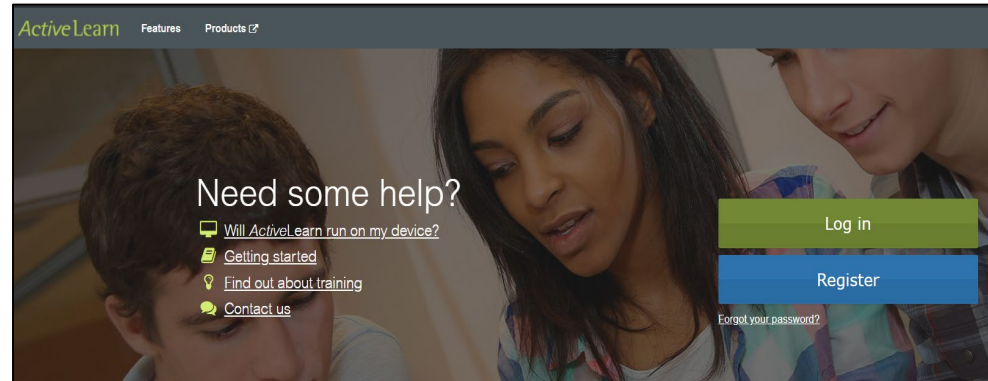 ActiveLearn Features Products
Need some help?
Will ActiveLearn run on my device?
Getting started
Find out about training
Contact us
Log in
Register
Forgot your password?